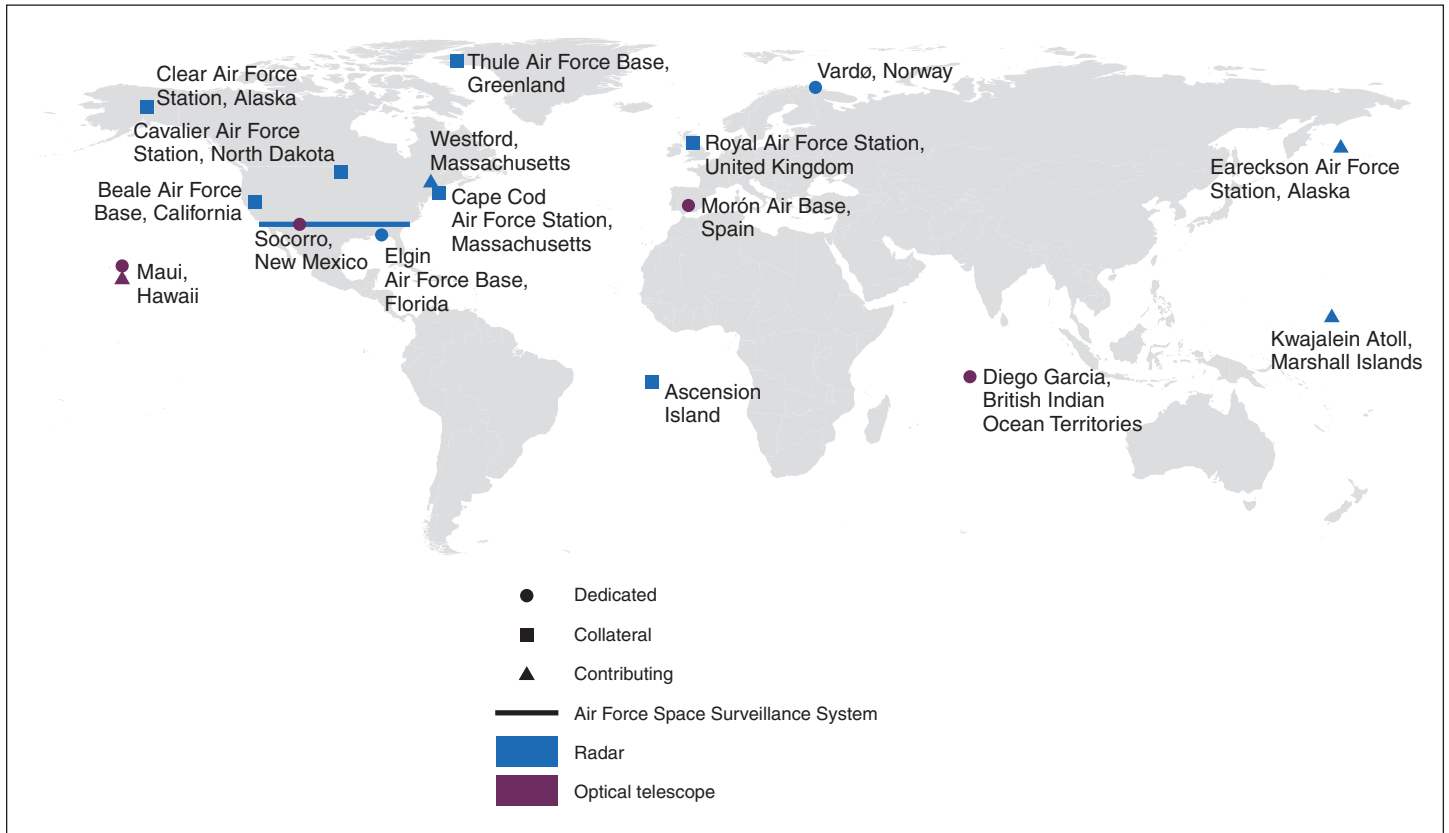 Thule Air Force Base,
Greenland
Clear Air Force
Station, Alaska
Vardø, Norway
Cavalier Air Force
Station, North Dakota
Westford,
Massachusetts
Royal Air Force Station,
United Kingdom
Eareckson Air Force
Station, Alaska
Beale Air Force
Base, California
Cape Cod
Air Force Station,
Massachusetts
Morón Air Base,
Spain
Socorro,
New Mexico
Elgin
Air Force Base,
Florida
Maui,
Hawaii
Kwajalein Atoll,
Marshall Islands
Ascension
Island
Diego Garcia,
British Indian
Ocean Territories
Dedicated
Collateral
Contributing
Air Force Space Surveillance System
Radar
Optical telescope